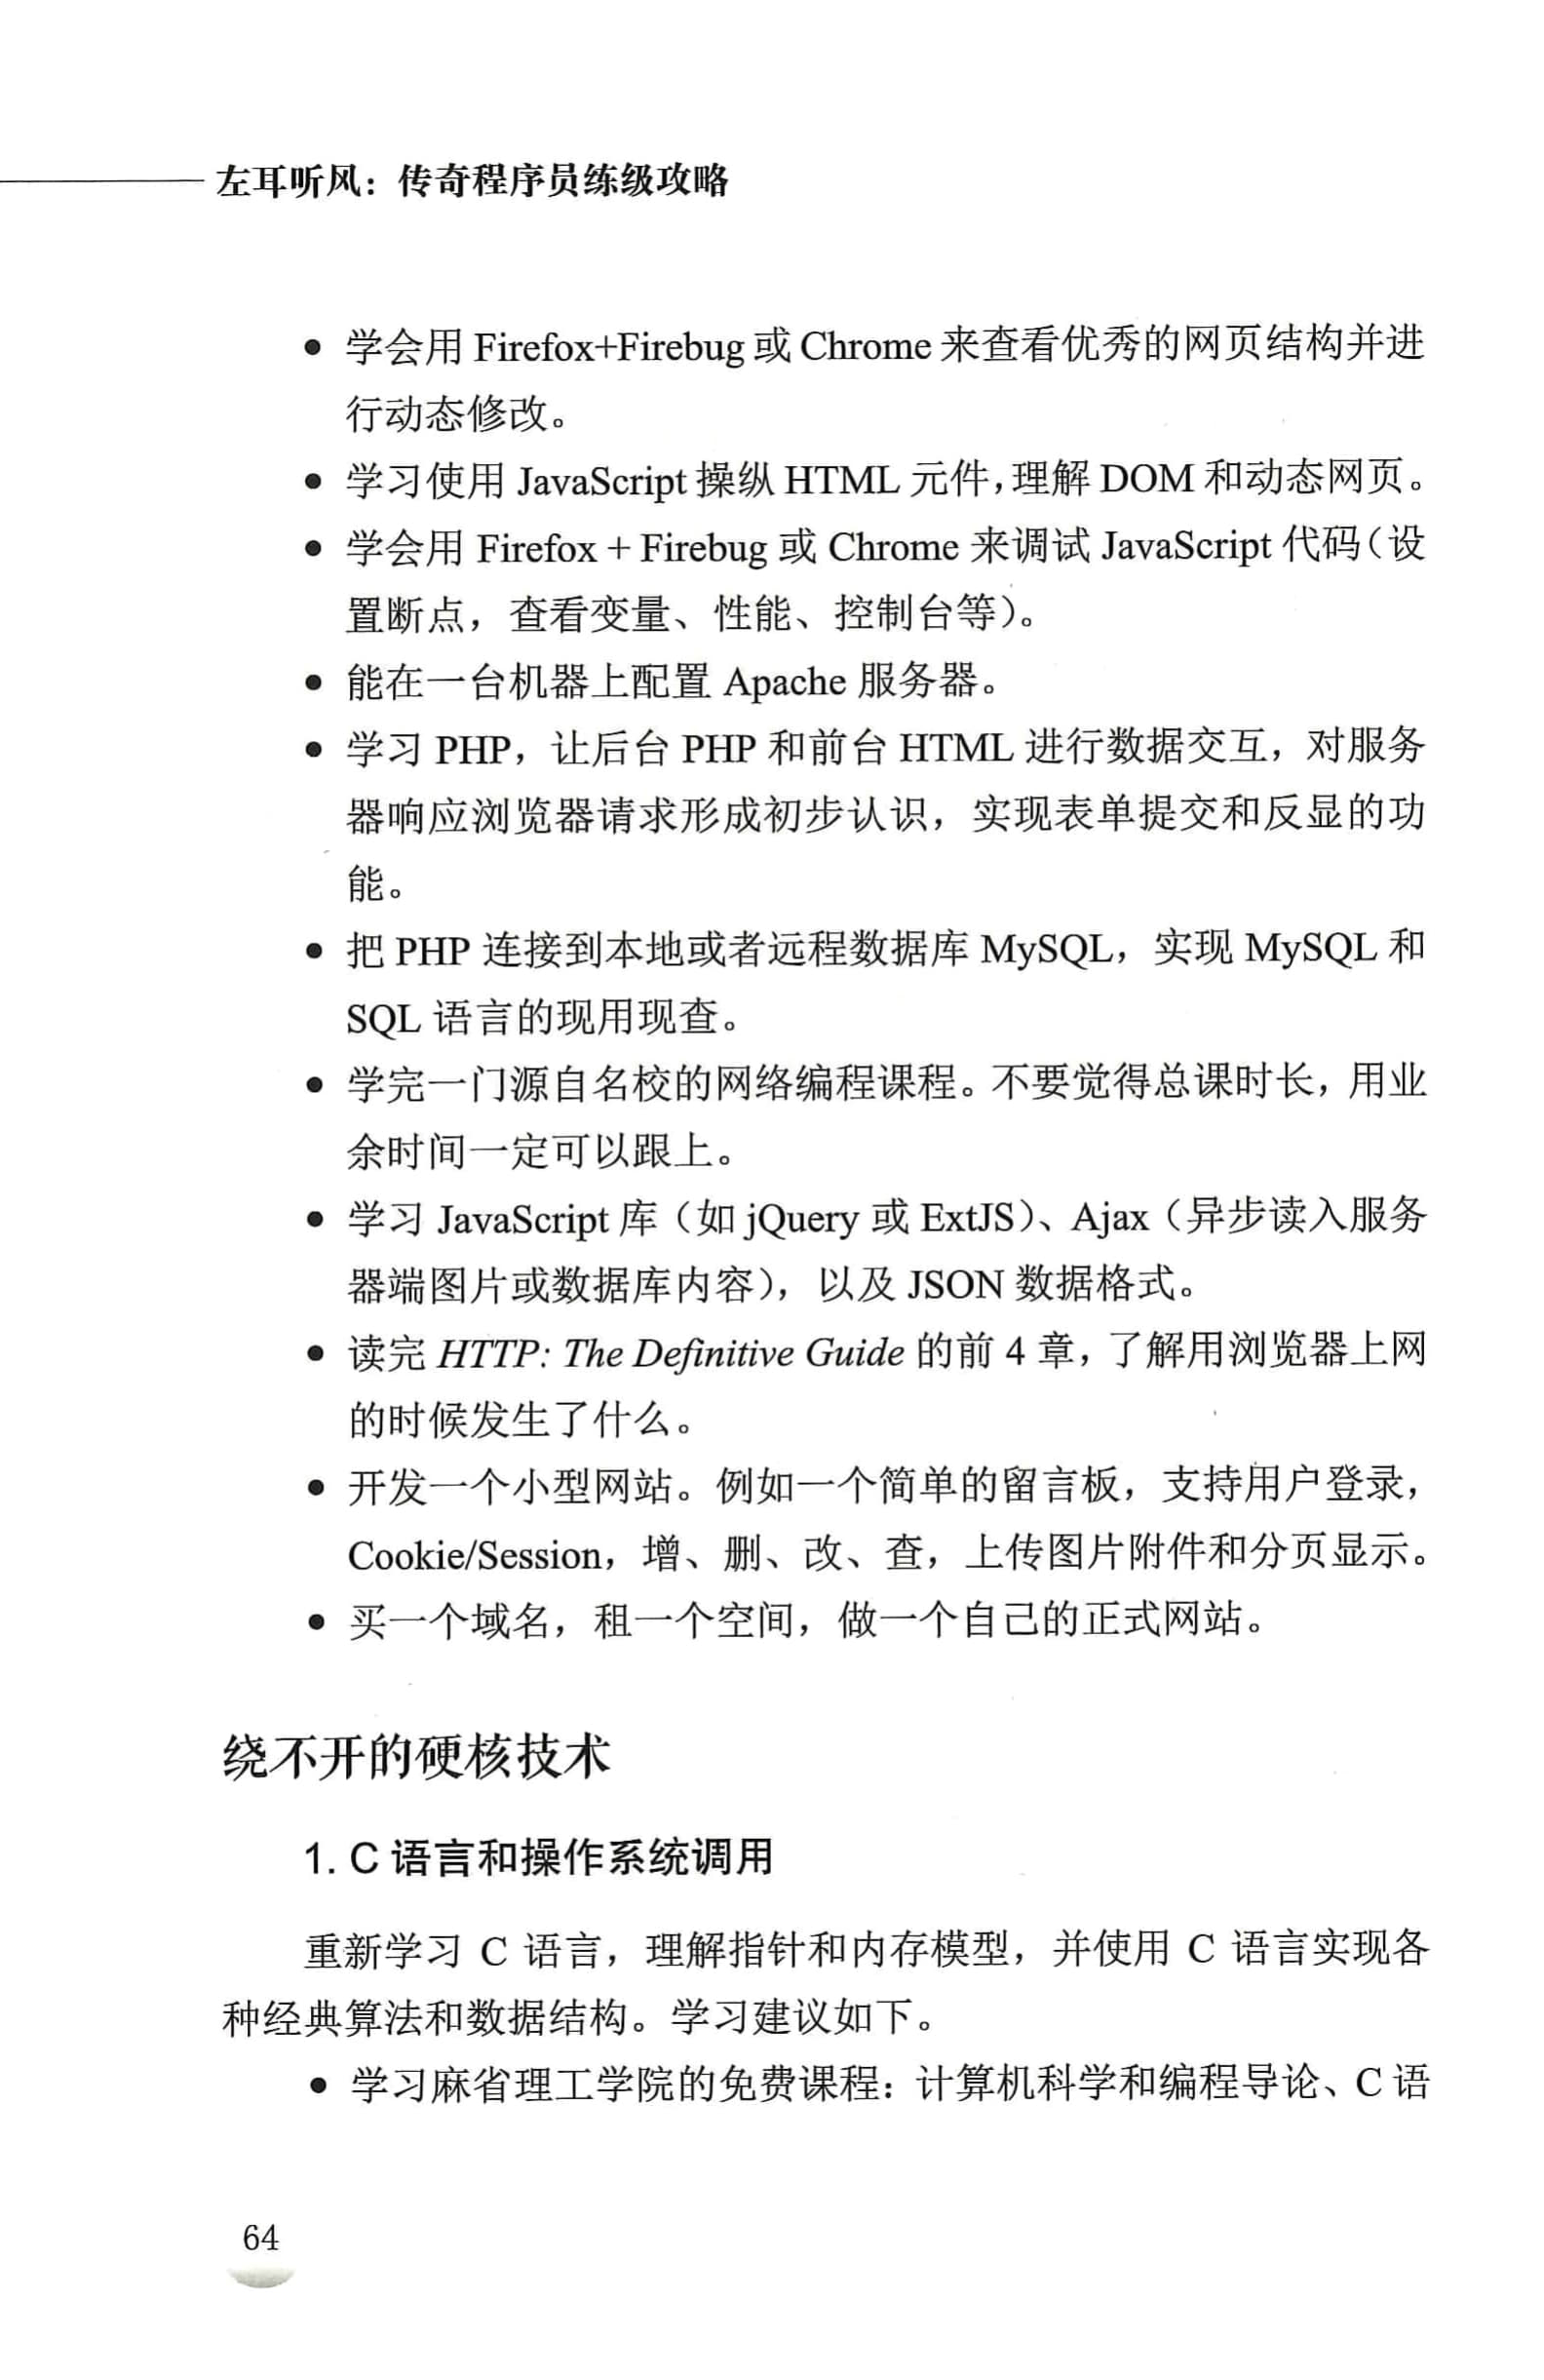 左耳听风：传奇程序员练级攻略
● 学会用 Firefox+Firebug 或 Chrome 来查看优秀的网页结构并进
行动态修改。
● 学习使用 JavaScript 操纵 HTML 元件，理解 DOM 和动态网页。
● 学会用 Firefox + Firebug 或 Chrome 来调试 JavaScript 代码（设
置断点，查看变量、性能、控制台等）。
● 能在一台机器上配置 Apache 服务器。
● 学习 PHP，让后台 PHP 和前台 HTML 进行数据交互，对服务
器响应浏览器请求形成初步认识，实现表单提交和反显的功
能。
● 把 PHP 连接到本地或者远程数据库 MySQL，实现 MySQL 和
SQL 语言的现用现查。
● 学完一门源自名校的网络编程课程。不要觉得总课时长，用业
余时间一定可以跟上。
● 学习 JavaScript 库（如 jQuery 或 ExtJS）、Ajax（异步读入服务
器端图片或数据库内容），以及 JSON 数据格式。
● 读完 HTTP: The Definitive Guide 的前 4 章，了解用浏览器上网
的时候发生了什么。
● 开发一个小型网站。例如一个简单的留言板，支持用户登录，
Cookie/Session，增、删、改、查，上传图片附件和分页显示。
● 买一个域名，租一个空间，做一个自己的正式网站。
绕不开的硬核技术
1. C 语言和操作系统调用
重新学习 C 语言，理解指针和内存模型，并使用 C 语言实现各
种经典算法和数据结构。学习建议如下。
● 学习麻省理工学院的免费课程：计算机科学和编程导论、C 语
64